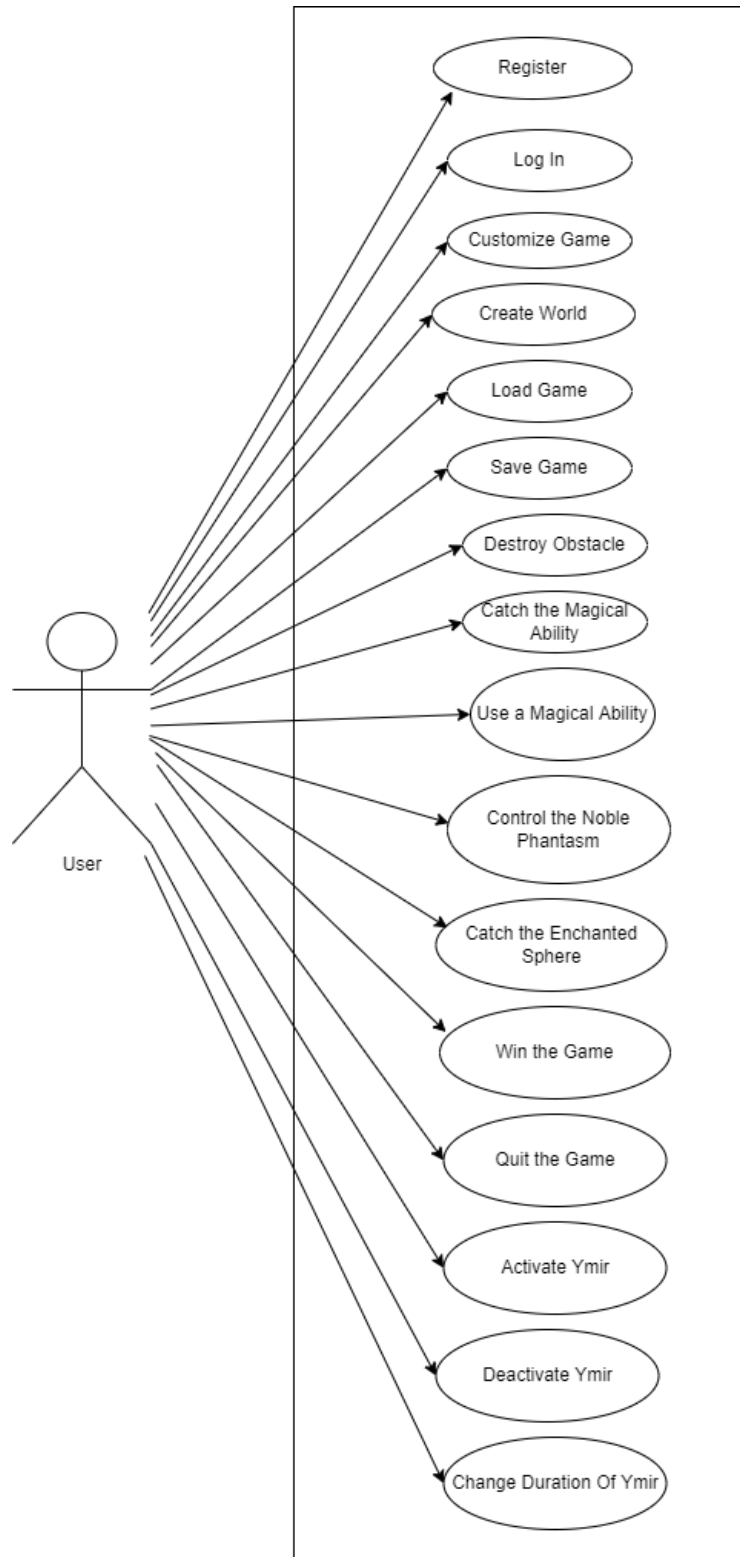 Register
Log In
Customize Game
Create World
Load Game
Save Game
Destroy Obstacle
Catch the Magical
Ability
Use a Magical Ability
Control the Noble
Phantasm
User
Catch the Enchanted
Sphere
Win the Game
Quit the Game
Activate Ymir
Deactivate Ymir
Change Duration Of Ymir